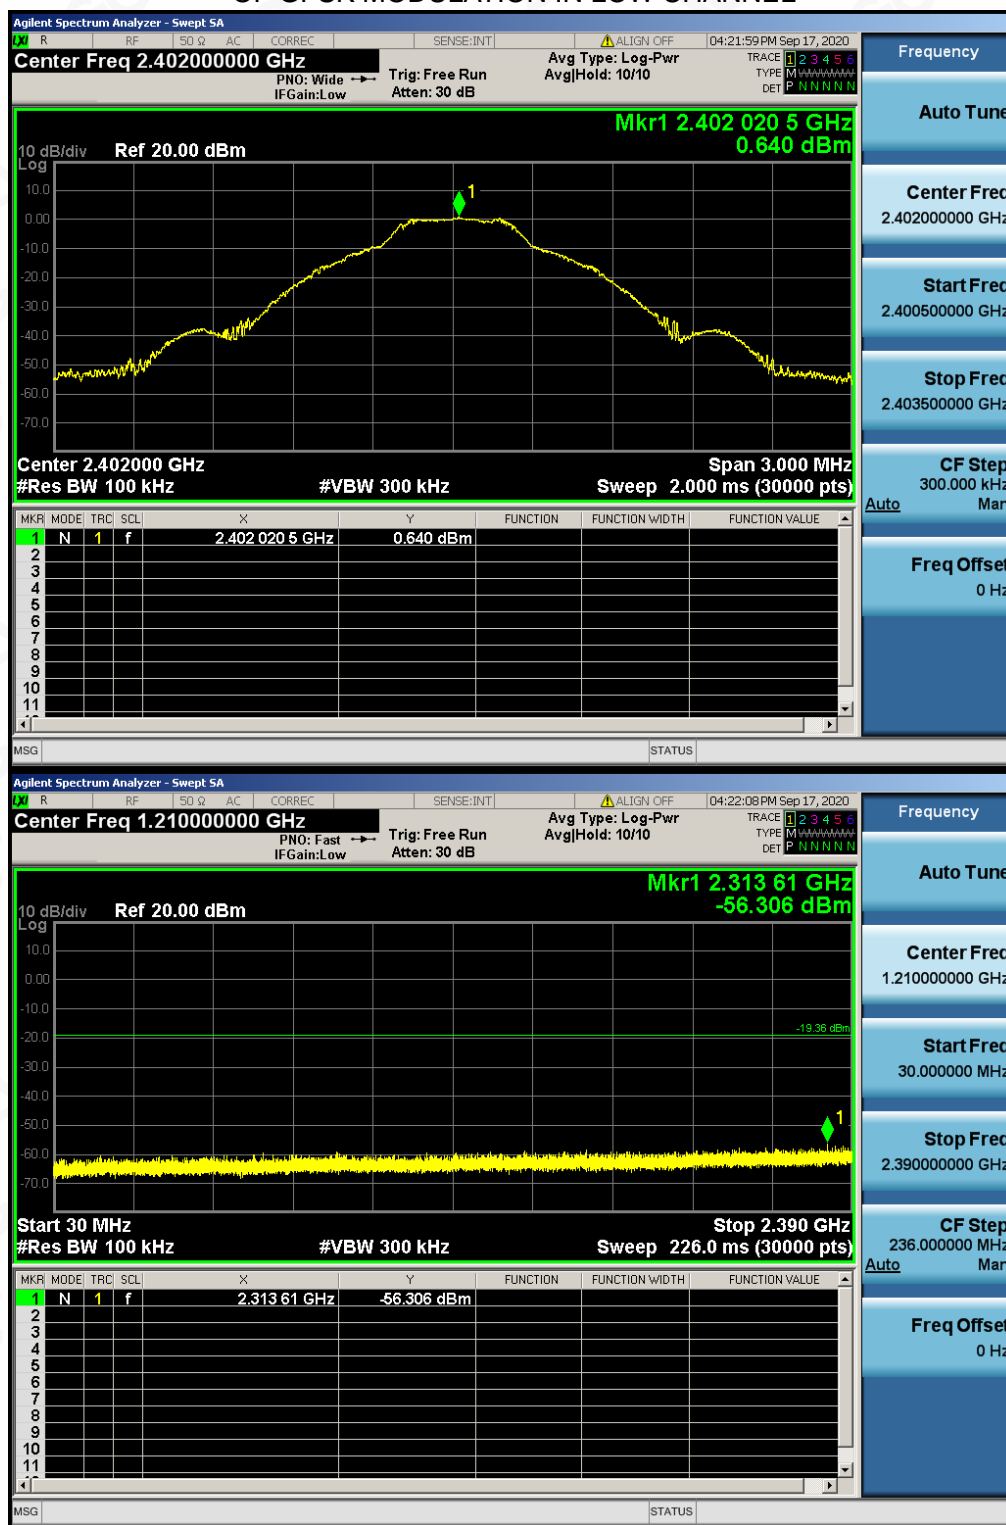 OF GFSK MODULATION IN LOW CHANNEL
Agilent Spectrum Analyzer - Swept SA
LXI R RF 50 Ω AC CORREC SENSE:INT ALIGN OFF 04:21:59 PM Sep 17, 2020
Center Freq 2.402000000 GHz
PNO: Wide
IFGain:Low
Trig: Free Run
Atten: 30 dB
Avg Type: Log-Pwr
Avg|Hold: 10/10
TRACE 1 2 3 4 5 6
TYPE M WWWWW
DET P N N N N N
Mkr1 2.402 020 5 GHz
0.640 dBm
10 dB/div Ref 20.00 dBm
Log
10.0
0.00
-10.0
-20.0
-30.0
-40.0
-50.0
-60.0
-70.0
1
Center 2.402000 GHz Span 3.000 MHz
#Res BW 100 kHz #VBW 300 kHz Sweep 2.000 ms (30000 pts)
MKR MODE TRC SCL X Y FUNCTION FUNCTION WIDTH FUNCTION VALUE
1 N 1 f 2.402 020 5 GHz 0.640 dBm
2
3
4
5
6
7
8
9
10
11
MSG STATUS
Frequency
Auto Tune
Center Freq
2.402000000 GHz
Start Freq
2.400500000 GHz
Stop Freq
2.403500000 GHz
CF Step
300.000 kHz
Auto Man
Freq Offset
0 Hz
Agilent Spectrum Analyzer - Swept SA
LXI R RF 50 Ω AC CORREC SENSE:INT ALIGN OFF 04:22:08 PM Sep 17, 2020
Center Freq 1.210000000 GHz
PNO: Fast
IFGain:Low
Trig: Free Run
Atten: 30 dB
Avg Type: Log-Pwr
Avg|Hold: 10/10
TRACE 1 2 3 4 5 6
TYPE M WWWWW
DET P N N N N N
Mkr1 2.313 61 GHz
-56.306 dBm
10 dB/div Ref 20.00 dBm
Log
10.0
0.00
-10.0
-20.0
-30.0
-40.0
-50.0
-60.0
-70.0
-19.36 dBm
1
Start 30 MHz Stop 2.390 GHz
#Res BW 100 kHz #VBW 300 kHz Sweep 226.0 ms (30000 pts)
MKR MODE TRC SCL X Y FUNCTION FUNCTION WIDTH FUNCTION VALUE
1 N 1 f 2.313 61 GHz -56.306 dBm
2
3
4
5
6
7
8
9
10
11
MSG STATUS
Frequency
Auto Tune
Center Freq
1.210000000 GHz
Start Freq
30.000000 MHz
Stop Freq
2.390000000 GHz
CF Step
236.000000 MHz
Auto Man
Freq Offset
0 Hz